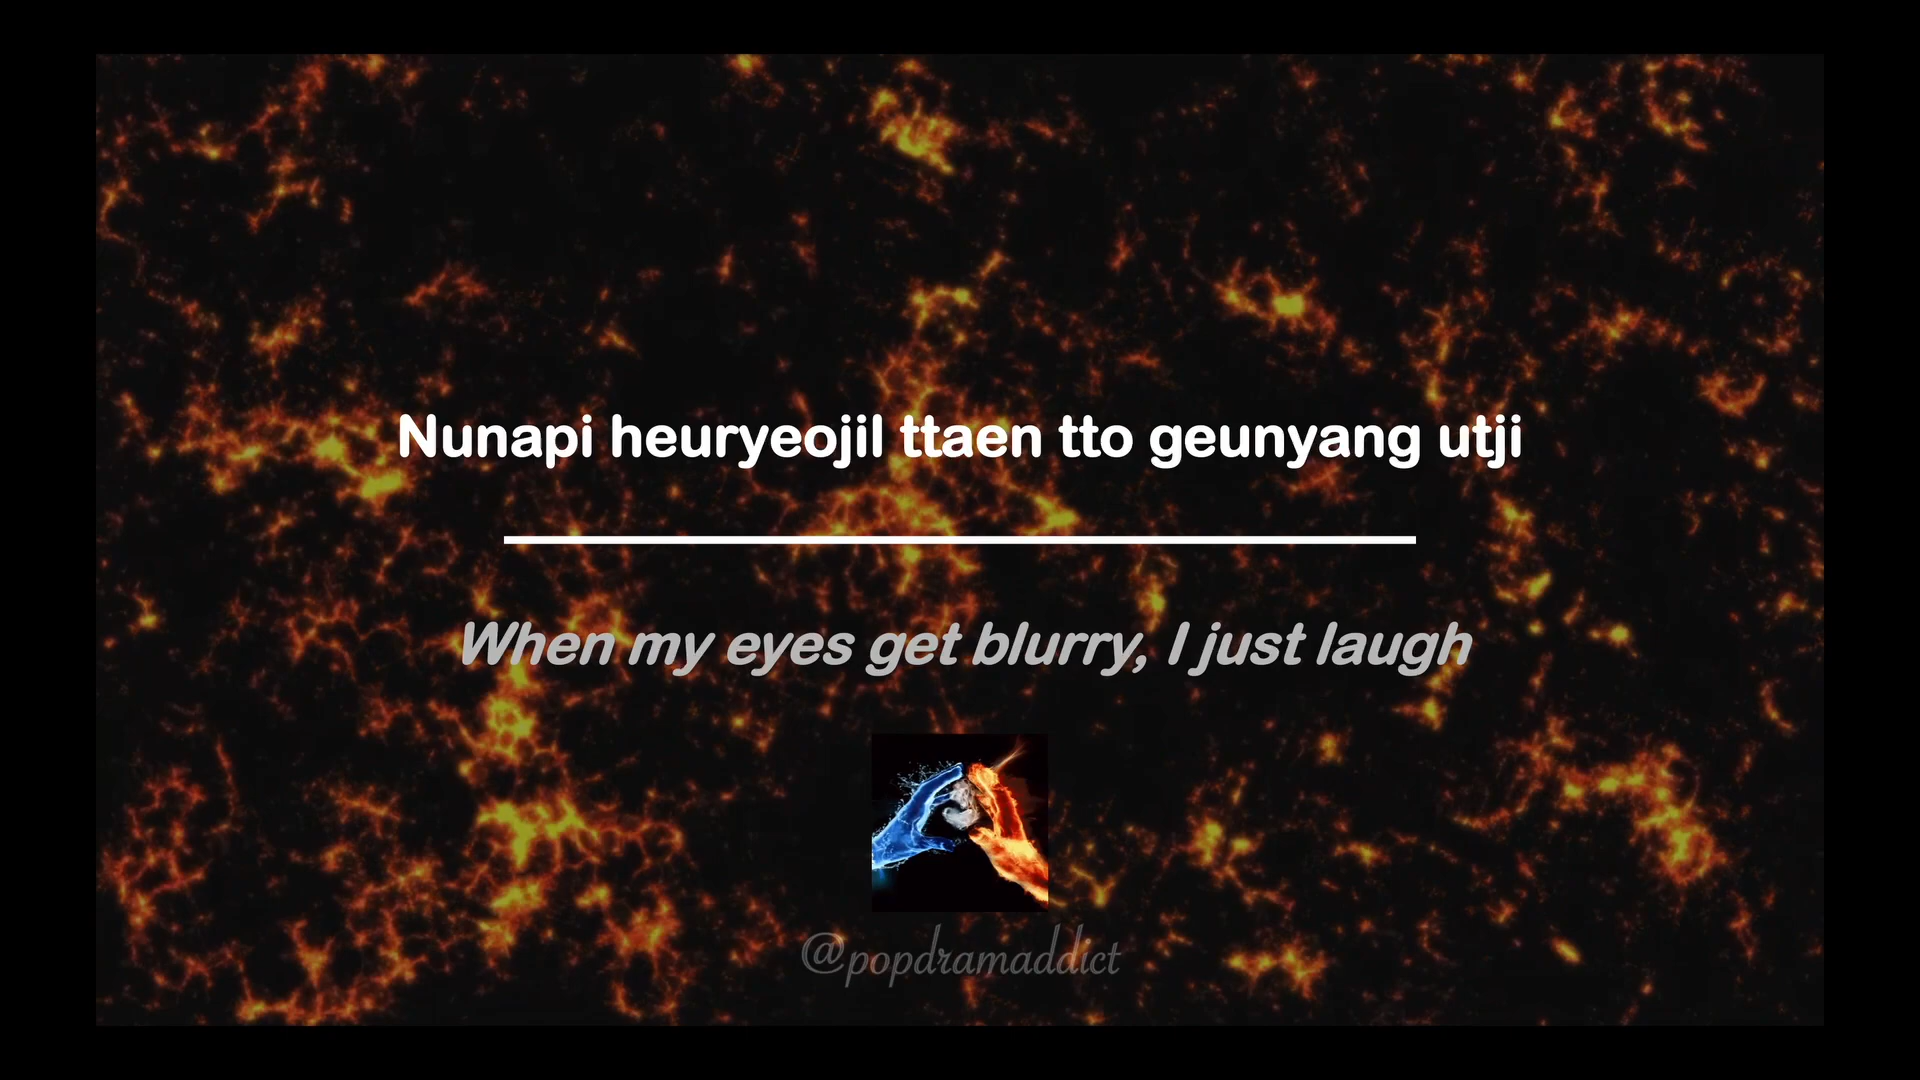 Nunapi heuryeojil ttaen tto geunyang utji
When my eyes get blurry, I just laugh
@popdramaddict